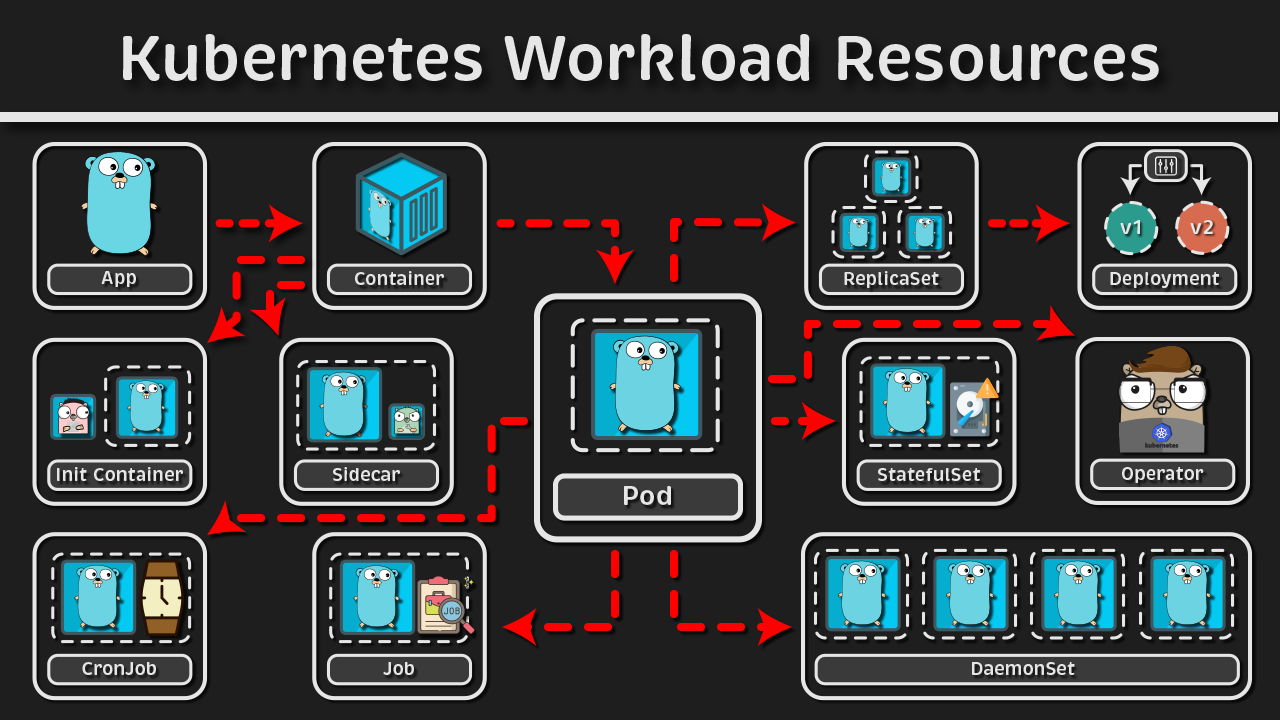 Kubernetes Workload Resources
App
Container
ReplicaSet
v1
v2
Deployment
Init Container
Sidecar
Pod
StatefulSet
kubernetes
Operator
CronJob
JOB
Job
DaemonSet